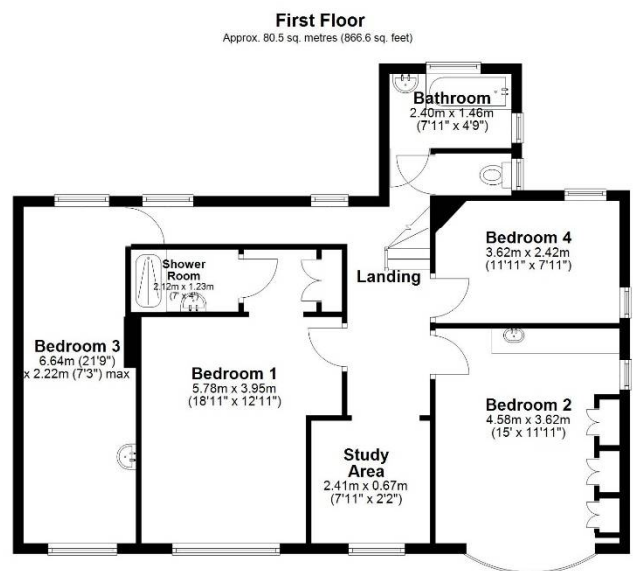 First Floor
Approx. 80.5 sq. metres (866.6 sq. feet)
Bathroom
2.40m x 1.46m
(7'11" x 4'9")
Bedroom 4
3.62m x 2.42m
(11'11" x 7'11")
Landing
Shower
Room
2.12m x 1.23m
(7' x 4')
Bedroom 3
6.64m (21'9")
x 2.22m (7'3") max
Bedroom 1
5.78m x 3.95m
(18'11" x 12'11")
Bedroom 2
4.58m x 3.62m
(15' x 11'11")
Study
Area
2.41m x 0.67m
(7'11" x 2'2")